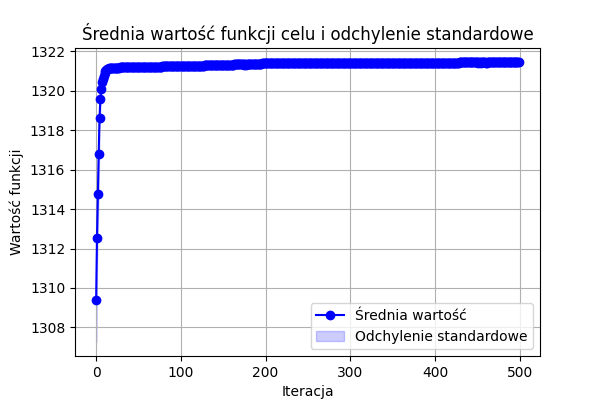 Średnia wartość funkcji celu i odchylenie standardowe
1322
1320
1318
1316
1314
1312
1310
1308
Wartość funkcji
0 100 200 300 400 500
Iteracja
Średnia wartość
Odchylenie standardowe